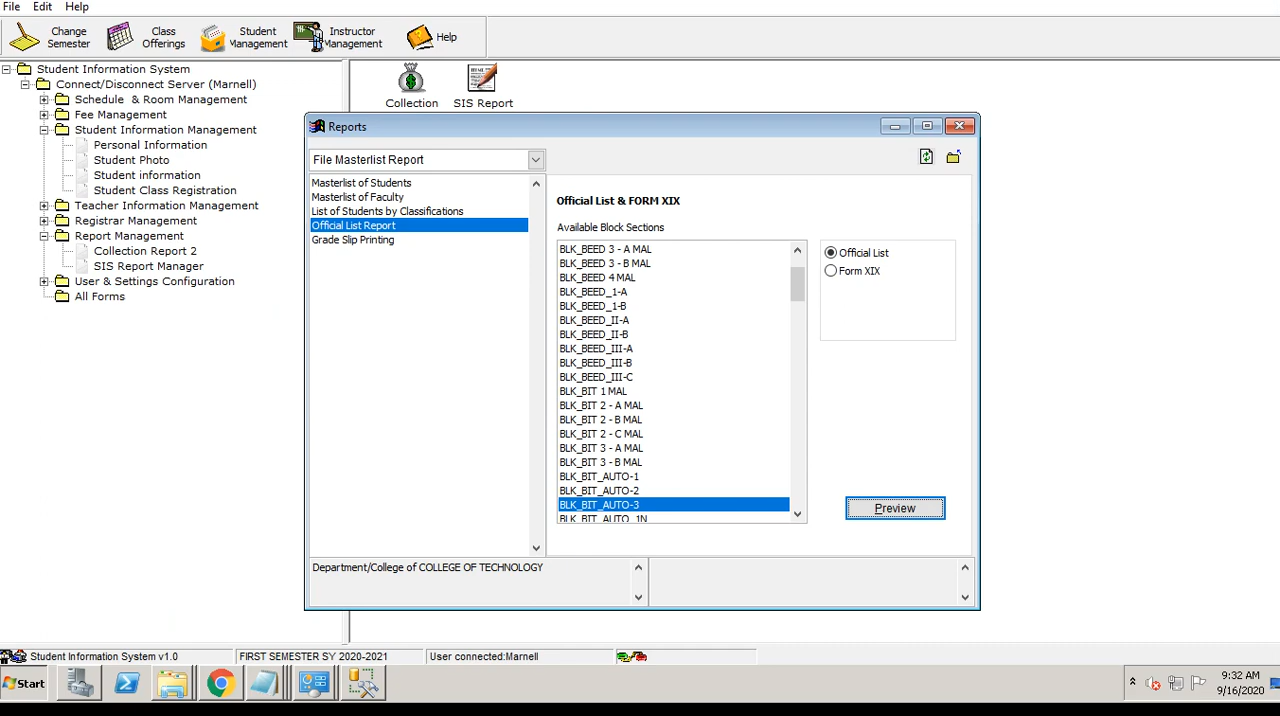 File Edit Help
Change Semester
Class Offerings
Student Management
Instructor Management
Help
Student Information System
Connect/Disconnect Server (Marnell)
Schedule & Room Management
Fee Management
Student Information Management
Personal Information
Student Photo
Student information
Student Class Registration
Teacher Information Management
Registrar Management
Report Management
Collection Report 2
SIS Report Manager
User & Settings Configuration
All Forms
Collection
SIS Report
Reports
File Masterlist Report
Masterlist of Students
Masterlist of Faculty
List of Students by Classifications
Official List Report
Grade Slip Printing
Official List & FORM XIX
Available Block Sections
BLK_BEED 3 - A MAL
BLK_BEED 3 - B MAL
BLK_BEED 4 MAL
BLK_BEED_1-A
BLK_BEED_1-B
BLK_BEED_II-A
BLK_BEED_II-B
BLK_BEED_III-A
BLK_BEED_III-B
BLK_BEED_III-C
BLK_BIT 1 MAL
BLK_BIT 2 - A MAL
BLK_BIT 2 - B MAL
BLK_BIT 2 - C MAL
BLK_BIT 3 - A MAL
BLK_BIT 3 - B MAL
BLK_BIT_AUTO-1
BLK_BIT_AUTO-2
BLK_BIT_AUTO-3
BLK_BIT_AUTO_1N
Official List
Form XIX
Preview
Department/College of COLLEGE OF TECHNOLOGY
Student Information System v1.0
FIRST SEMESTER SY 2020-2021
User connected:Marnell
Start
9:32 AM
9/16/2020